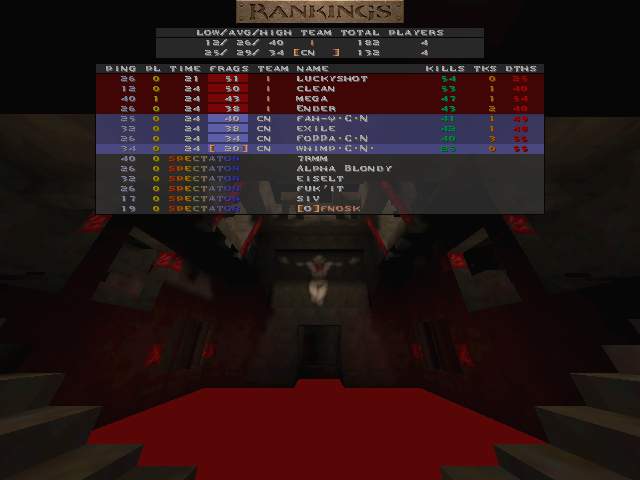 RANKINGS
LOW/AVG/HIGH TEAM TOTAL PLAYERS
12/ 26/ 40 I 182 4
25/ 29/ 34 [CN ] 132 4
PING PL TIME FRAGS TEAM NAME KILLS TKS DTHS
26 0 21 51 I LUCKYSHOT 54 0 25
12 0 24 50 I CLEAN 53 1 40
40 1 24 43 I MEGA 47 1 54
26 0 24 38 I ENDER 43 2 40
25 0 24 40 CN FAH-V·C·N 41 1 49
32 0 24 38 CN EXILE 42 1 48
26 0 24 34 CN FOPPA·C·N 40 3 55
34 0 24 [ 20] CN WHIMP·C·N· 25 0 55
40 0 SPECTATOR 7RMM
26 0 SPECTATOR ALPHA BLONDY
32 0 SPECTATOR EISELT
26 0 SPECTATOR FUK/IT
17 0 SPECTATOR SIV
19 0 SPECTATOR [O]FNOSK